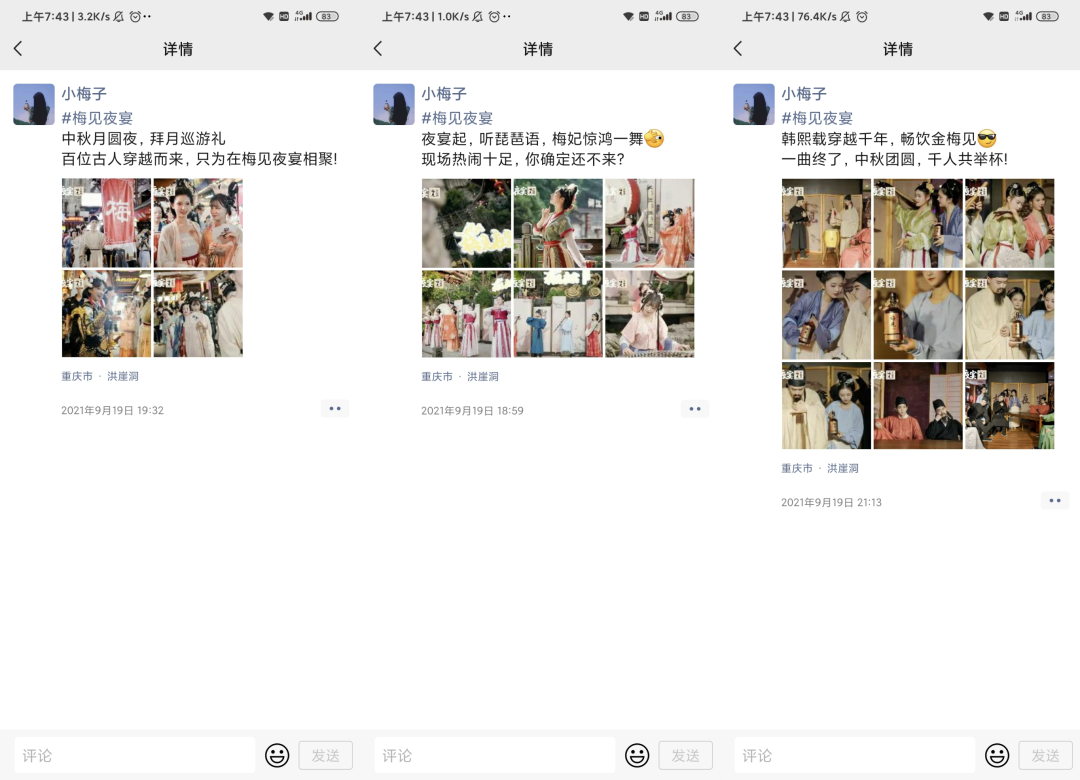 上午7:43 | 3.2K/s
HD
4G
83
详情
小梅子
#梅见夜宴
中秋月圆夜，拜月巡游礼
百位古人穿越而来，只为在梅见夜宴相聚!
梅
重庆市 · 洪崖洞
2021年9月19日 19:32
评论
发送
上午7:43 | 1.0K/s
HD
4G
83
详情
小梅子
#梅见夜宴
夜宴起，听琵琶语，梅妃惊鸿一舞
现场热闹十足，你确定还不来?
重庆市 · 洪崖洞
2021年9月19日 18:59
评论
发送
上午7:43 | 76.4K/s
HD
4G
83
详情
小梅子
#梅见夜宴
韩熙载穿越千年，畅饮金梅见
一曲终了，中秋团圆，千人共举杯!
重庆市 · 洪崖洞
2021年9月19日 21:13
评论
发送